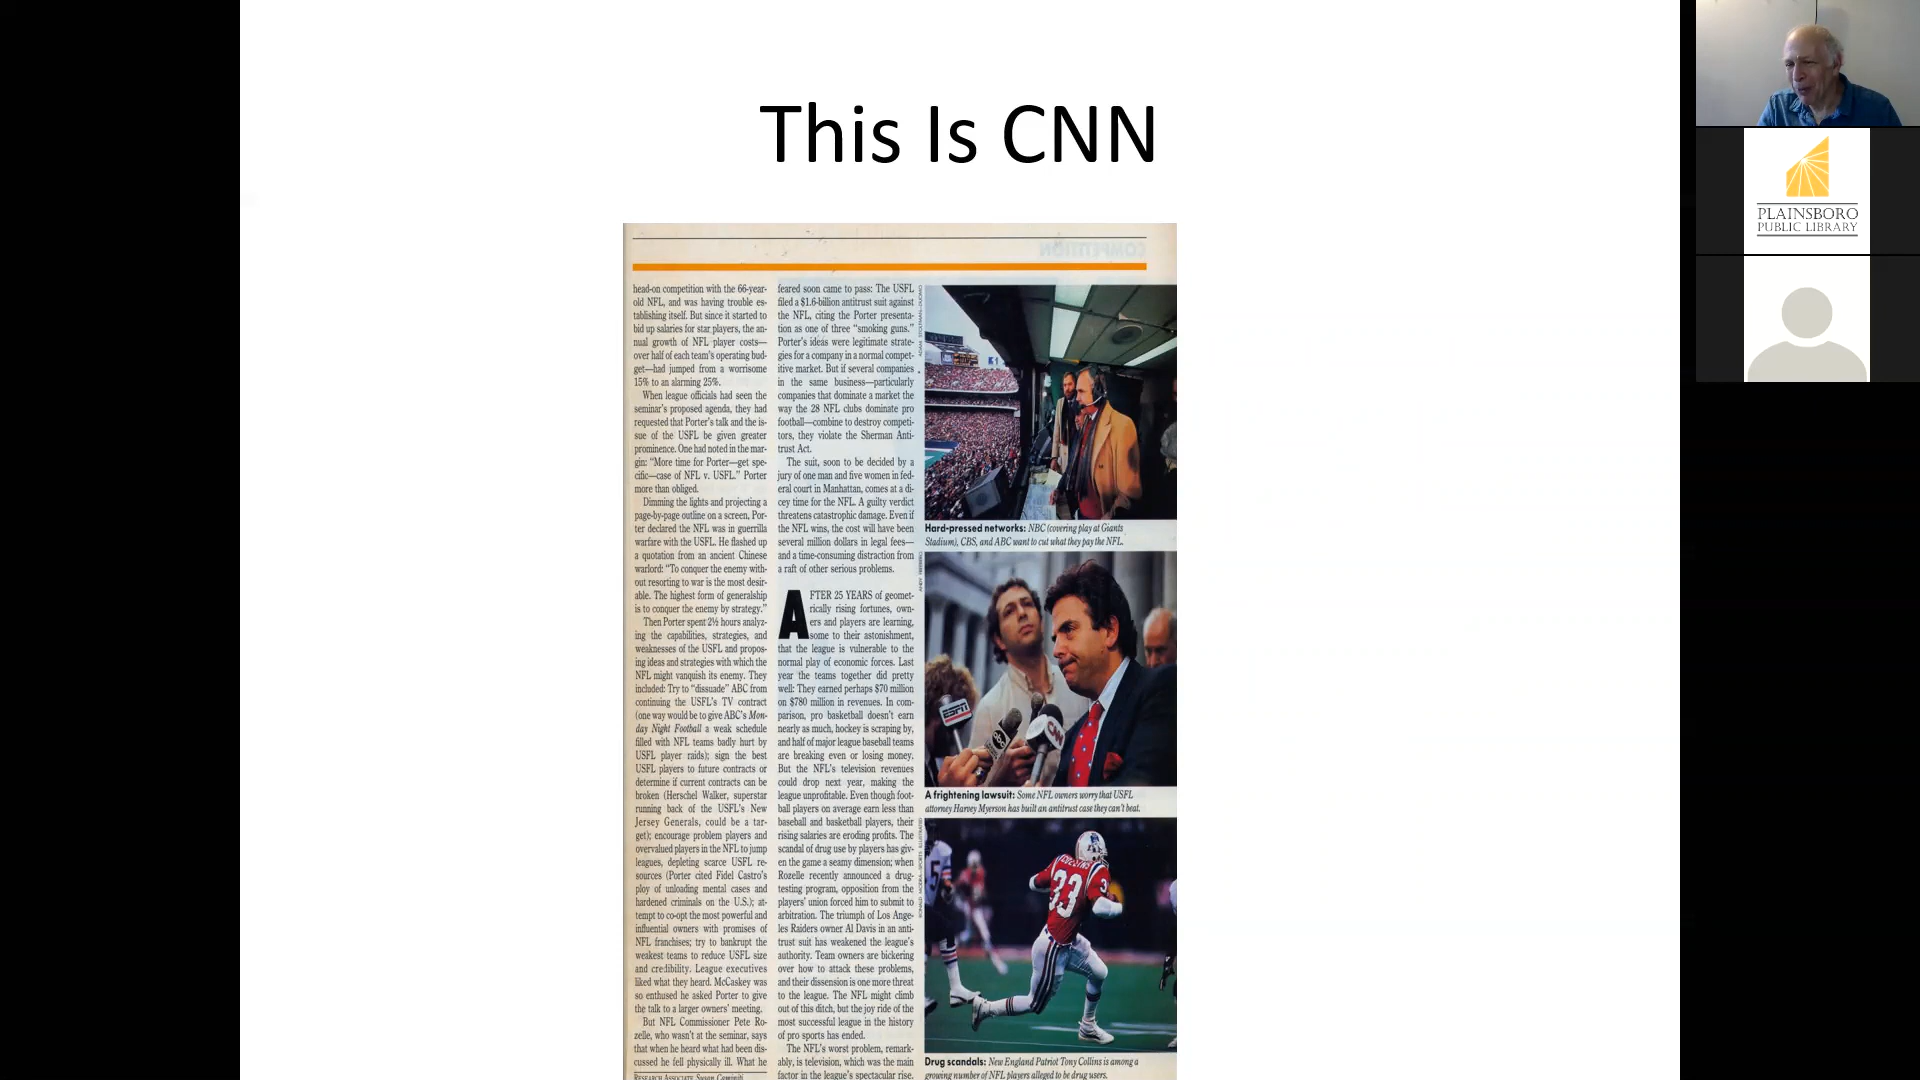 This Is CNN
COMPETITION
head-on competition with the 66-year-
old NFL, and was having trouble es-
tablishing itself. But since it started to
bid up salaries for star players, the an-
nual growth of NFL player costs—
over half of each team's operating bud-
get—had jumped from a worrisome
15% to an alarming 25%.
When league officials had seen the
seminar's proposed agenda, they had
requested that Porter's talk and the is-
sue of the USFL be given greater
prominence. One had noted in the mar-
gin: "More time for Porter—get spe-
cific—case of NFL v. USFL." Porter
more than obliged.
Dimming the lights and projecting a
page-by-page outline on a screen, Por-
ter declared the NFL was in guerrilla
warfare with the USFL. He flashed up
a quotation from an ancient Chinese
warlord: "To conquer the enemy with-
out resorting to war is the most desir-
able. The highest form of generalship
is to conquer the enemy by strategy."
Then Porter spent 2½ hours analyz-
ing the capabilities, strategies, and
weaknesses of the USFL and propos-
ing ideas and strategies with which the
NFL might vanquish its enemy. They
included: Try to "dissuade" ABC from
continuing the USFL's TV contract
(one way would be to give ABC's Mon-
day Night Football a weak schedule
filled with NFL teams badly hurt by
USFL player raids); sign the best
USFL players to future contracts or
determine if current contracts can be
broken (Herschel Walker, superstar
running back of the USFL's New
Jersey Generals, could be a tar-
get); encourage problem players and
overvalued players in the NFL to jump
leagues, depleting scarce USFL re-
sources (Porter cited Fidel Castro's
ploy of unloading mental cases and
hardened criminals on the U.S.); at-
tempt to co-opt the most powerful and
influential owners with promises of
NFL franchises; try to bankrupt the
weakest teams to reduce USFL size
and credibility. League executives
liked what they heard. McCaskey was
so enthused he asked Porter to give
the talk to a larger owners' meeting.
But NFL Commissioner Pete Ro-
zelle, who wasn't at the seminar, says
that when he heard what had been dis-
cussed he fell physically ill. What he
RESEARCH ASSOCIATE Susan Caminiti
feared soon came to pass: The USFL
filed a $1.6-billion antitrust suit against
the NFL, citing the Porter presenta-
tion as one of three "smoking guns."
Porter's ideas were legitimate strate-
gies for a company in a normal compet-
itive market. But if several companies
in the same business—particularly
companies that dominate a market the
way the 28 NFL clubs dominate pro
football—combine to destroy competi-
tors, they violate the Sherman Anti-
trust Act.
The suit, soon to be decided by a
jury of one man and five women in fed-
eral court in Manhattan, comes at a di-
cey time for the NFL. A guilty verdict
threatens catastrophic damage. Even if
the NFL wins, the cost will have been
several million dollars in legal fees—
and a time-consuming distraction from
a raft of other serious problems.
AFTER 25 YEARS of geomet-
rically rising fortunes, own-
ers and players are learning,
some to their astonishment,
that the league is vulnerable to the
normal play of economic forces. Last
year the teams together did pretty
well: They earned perhaps $70 million
on $780 million in revenues. In com-
parison, pro basketball doesn't earn
nearly as much, hockey is scraping by,
and half of major league baseball teams
are breaking even or losing money.
But the NFL's television revenues
could drop next year, making the
league unprofitable. Even though foot-
ball players on average earn less than
baseball and basketball players, their
rising salaries are eroding profits. The
scandal of drug use by players has giv-
en the game a seamy dimension; when
Rozelle recently announced a drug-
testing program, opposition from the
players' union forced him to submit to
arbitration. The triumph of Los Ange-
les Raiders owner Al Davis in an anti-
trust suit has weakened the league's
authority. Team owners are bickering
over how to attack these problems,
and their dissension is one more threat
to the league. The NFL might climb
out of this ditch, but the joy ride of the
most successful league in the history
of pro sports has ended.
The NFL's worst problem, remark-
ably, is television, which was the main
factor in the league's spectacular rise.
Hard-pressed networks: NBC (covering play at Giants
Stadium), CBS, and ABC want to cut what they pay the NFL.
ESPN
abc
CNN
A frightening lawsuit: Some NFL owners worry that USFL
attorney Harvey Myerson has built an antitrust case they can't beat.
COLLINS
33
Drug scandals: New England Patriot Tony Collins is among a
growing number of NFL players alleged to be drug users.
PLAINSBORO
PUBLIC LIBRARY